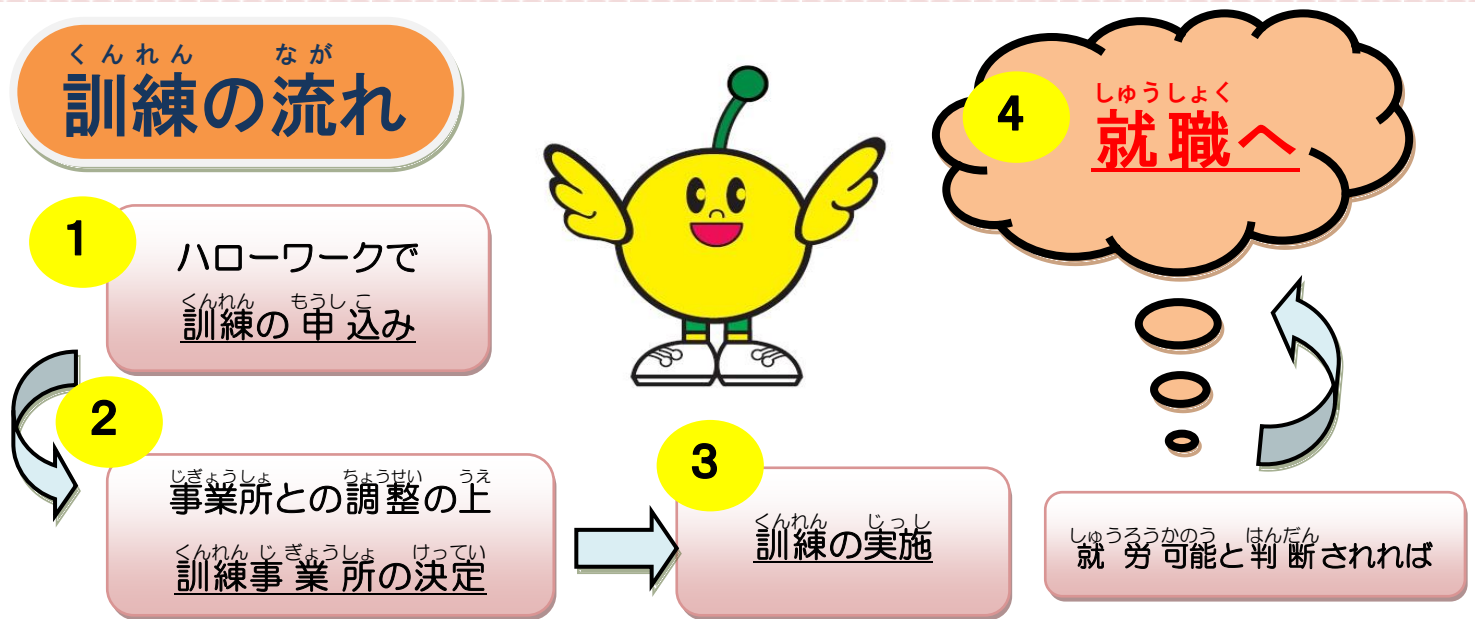 くんれん なが
訓練の流れ
1
ハローワークで
くんれん もうしこ
訓練の申込み
2
じぎょうしょ ちょうせい うえ
事業所との調整の上
くんれんじぎょうしょ けってい
訓練事業所の決定
3
くんれん じっし
訓練の実施
しゅうろうかのう はんだん
就労可能と判断されれば
4
しゅうしょく
就職へ